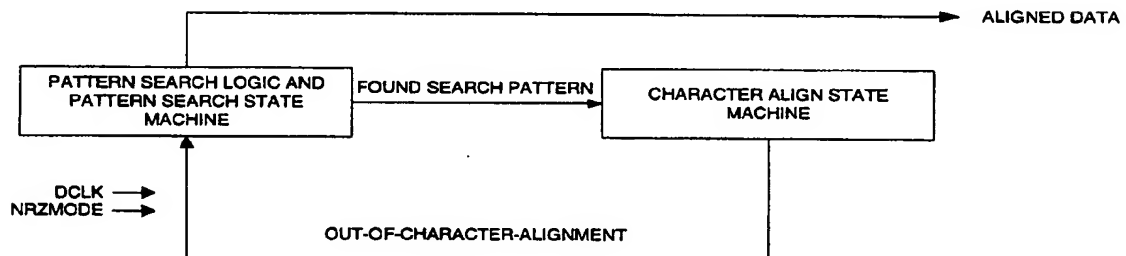 ALIGNED DATA
PATTERN SEARCH LOGIC AND
PATTERN SEARCH STATE
MACHINE
FOUND SEARCH PATTERN
CHARACTER ALIGN STATE
MACHINE
DCLK
NRZMODE
OUT-OF-CHARACTER-ALIGNMENT